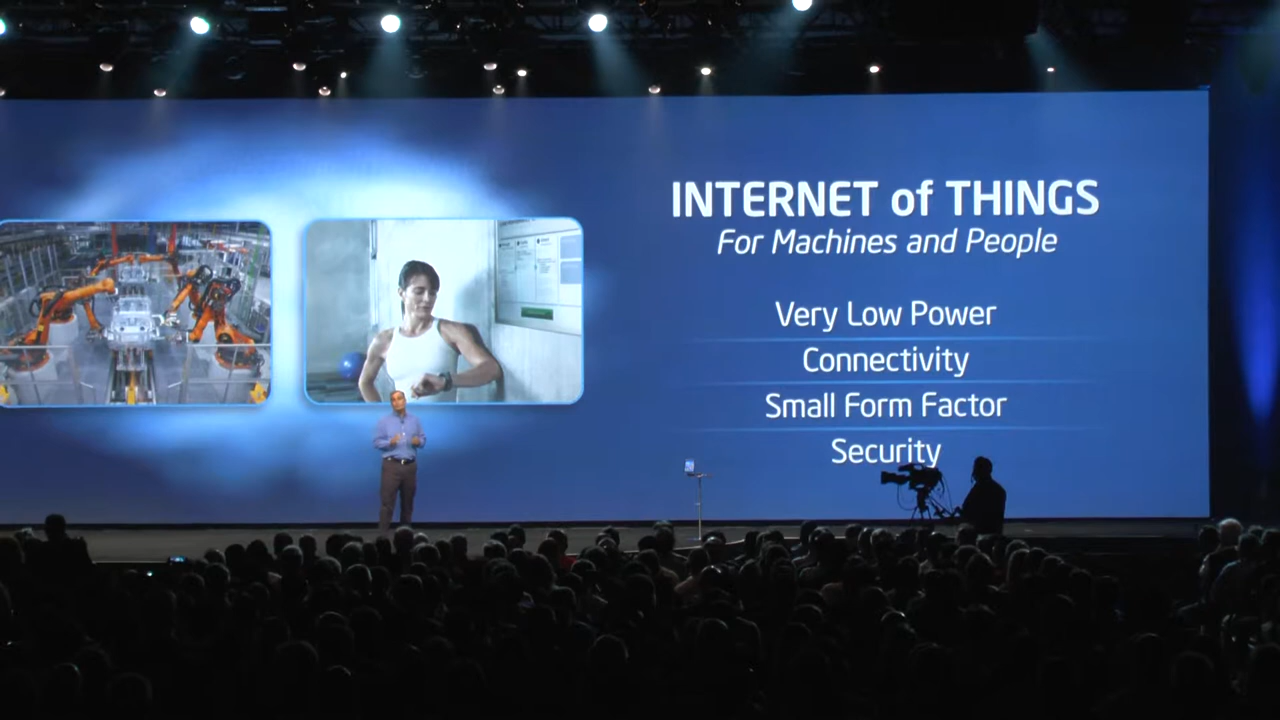 INTERNET of THINGS
For Machines and People
Very Low Power
Connectivity
Small Form Factor
Security